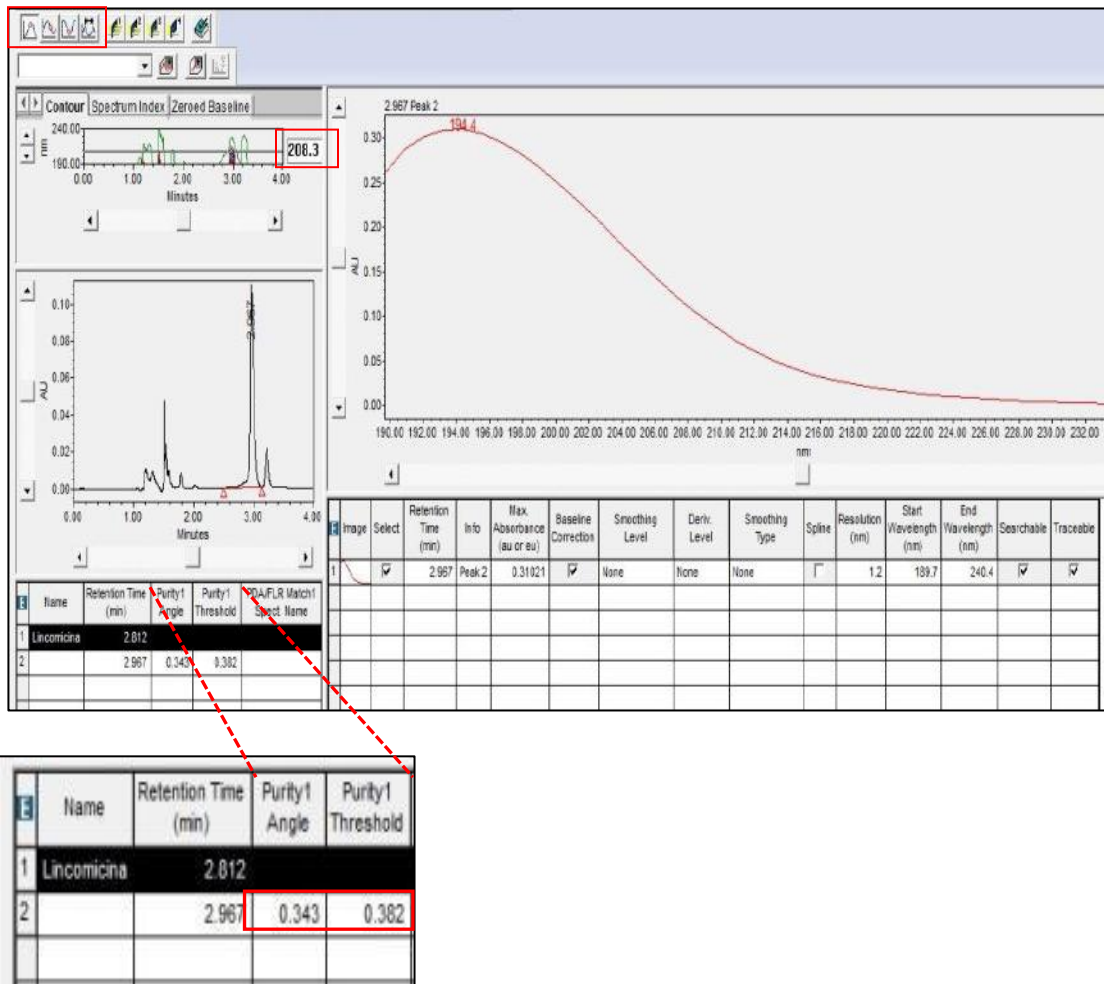 Contour Spectrum Index Zeroed Baseline
240.00
nm
190.00
208.3
0.00 1.00 2.00 3.00 4.00
Minutes
2.967 Peak 2
194.4
0.30
0.25
0.20
AU
0.15
0.10
0.05
0.00
190.00 192.00 194.00 196.00 198.00 200.00 202.00 204.00 206.00 208.00 210.00 212.00 214.00 216.00 218.00 220.00 222.00 224.00 226.00 228.00 230.00 232.00
nm
0.10
0.08
0.06
AU
0.04
0.02
0.00
2.967
0.00 1.00 2.00 3.00 4.00
Minutes
Image Select Retention Time (min) Info Max. Absorbance (au or eu) Baseline Correction Smoothing Level Deriv. Level Smoothing Type Spline Resolution (nm) Start Wavelength (nm) End Wavelength (nm) Searchable Traceable
1 2.967 Peak 2 0.31021 None None None 1.2 189.7 240.4
Name Retention Time (min) Purity1 Angle Purity1 Threshold PDA/FLR Match1 Spect. Name
1 Lincomicina 2.812
2 2.967 0.343 0.382
E Name Retention Time (min) Purity1 Angle Purity1 Threshold
1 Lincomicina 2.812
2 2.967 0.343 0.382